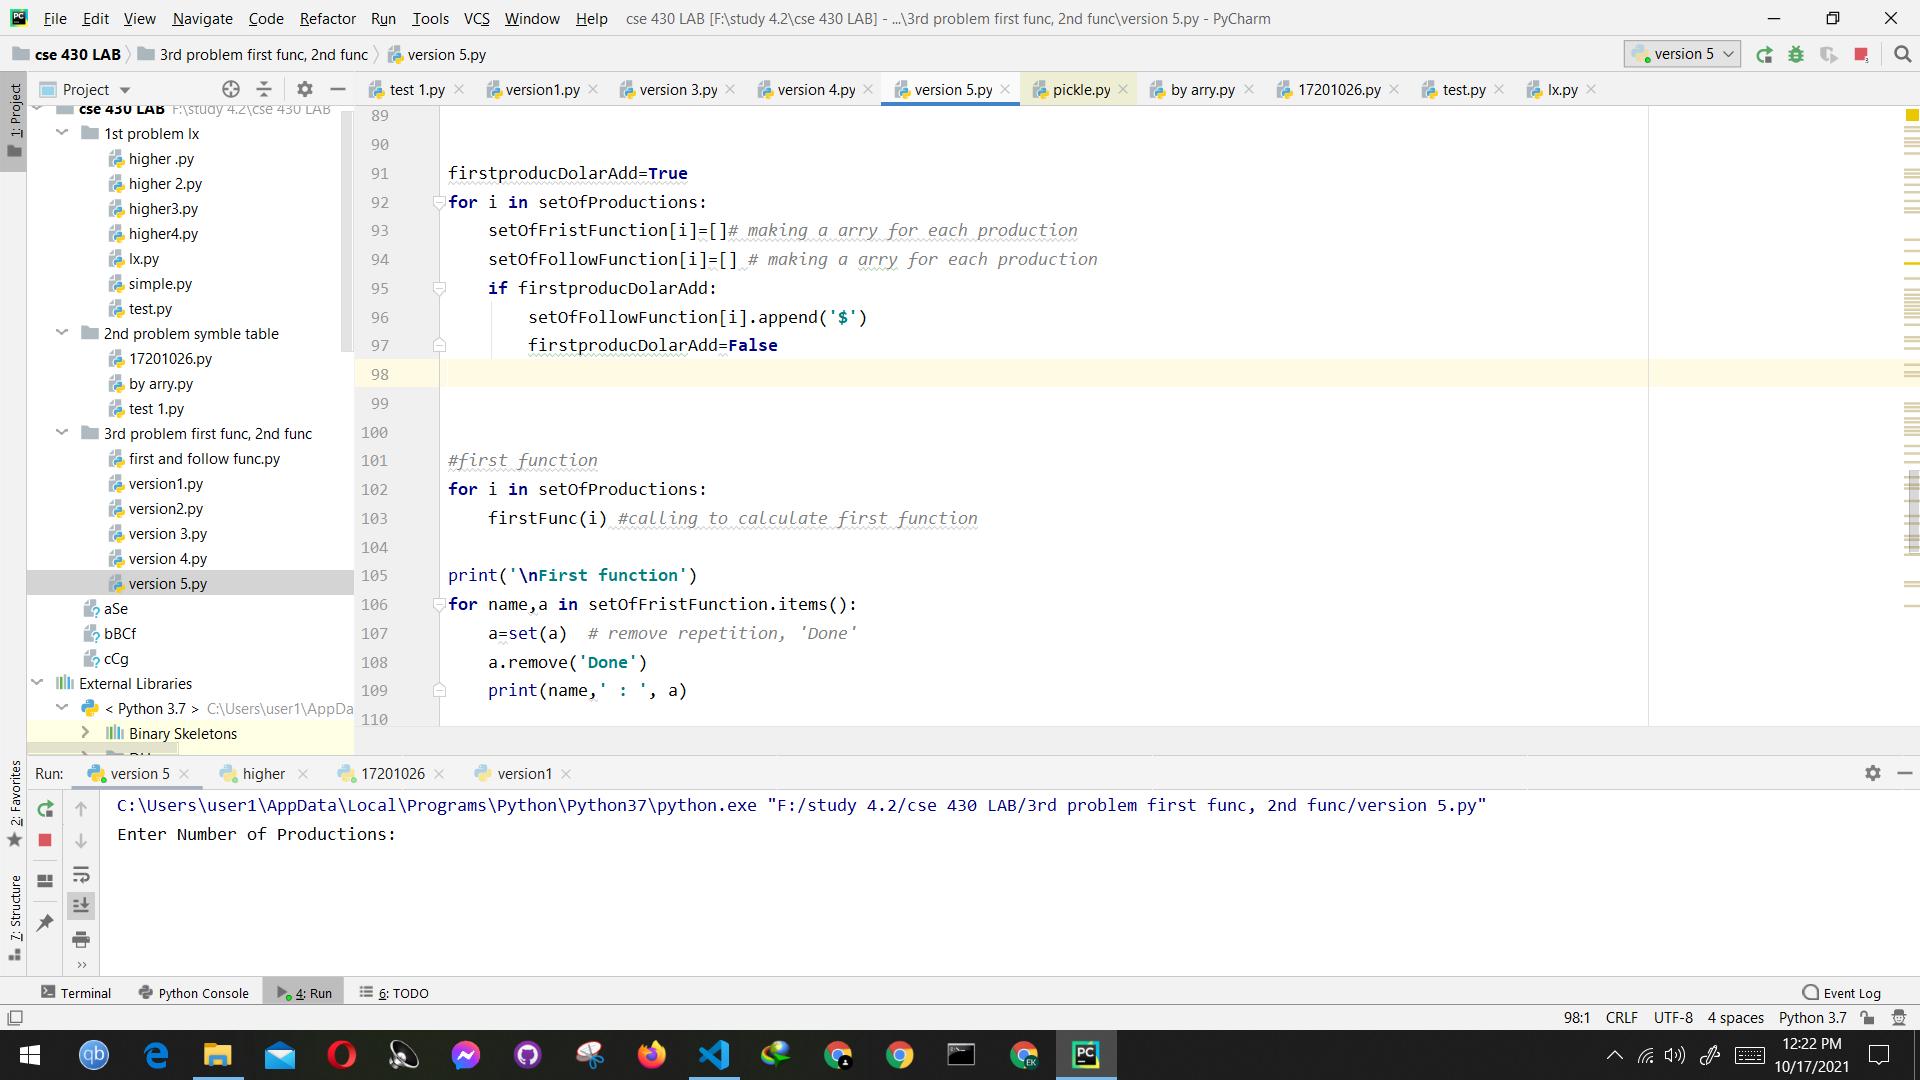 File Edit View Navigate Code Refactor Run Tools VCS Window Help cse 430 LAB [F:\study 4.2\cse 430 LAB] - ...\3rd problem first func, 2nd func\version 5.py - PyCharm
cse 430 LAB 3rd problem first func, 2nd func version 5.py version 5
1: Project
Project
test 1.py version1.py version 3.py version 4.py version 5.py pickle.py by arry.py 17201026.py test.py lx.py
cse 430 LAB F:\study 4.2\cse 430 LAB
1st problem lx
higher .py
higher 2.py
higher3.py
higher4.py
lx.py
simple.py
test.py
2nd problem symble table
17201026.py
by arry.py
test 1.py
3rd problem first func, 2nd func
first and follow func.py
version1.py
version2.py
version 3.py
version 4.py
version 5.py
aSe
bBCf
cCg
External Libraries
< Python 3.7 > C:\Users\user1\AppDa
Binary Skeletons
89
90
91 firstproducDolarAdd=True
92 for i in setOfProductions:
93 setOfFristFunction[i]=[]# making a arry for each production
94 setOfFollowFunction[i]=[] # making a arry for each production
95 if firstproducDolarAdd:
96 setOfFollowFunction[i].append('$')
97 firstproducDolarAdd=False
98
99
100
101 #first function
102 for i in setOfProductions:
103 firstFunc(i) #calling to calculate first function
104
105 print('\nFirst function')
106 for name,a in setOfFristFunction.items():
107 a=set(a) # remove repetition, 'Done'
108 a.remove('Done')
109 print(name,' : ', a)
110
2: Favorites
7: Structure
Run: version 5 higher 17201026 version1
C:\Users\user1\AppData\Local\Programs\Python\Python37\python.exe "F:/study 4.2/cse 430 LAB/3rd problem first func, 2nd func/version 5.py"
Enter Number of Productions:
Terminal Python Console 4: Run 6: TODO Event Log
98:1 CRLF UTF-8 4 spaces Python 3.7
qb
EK
PC
12:22 PM
10/17/2021